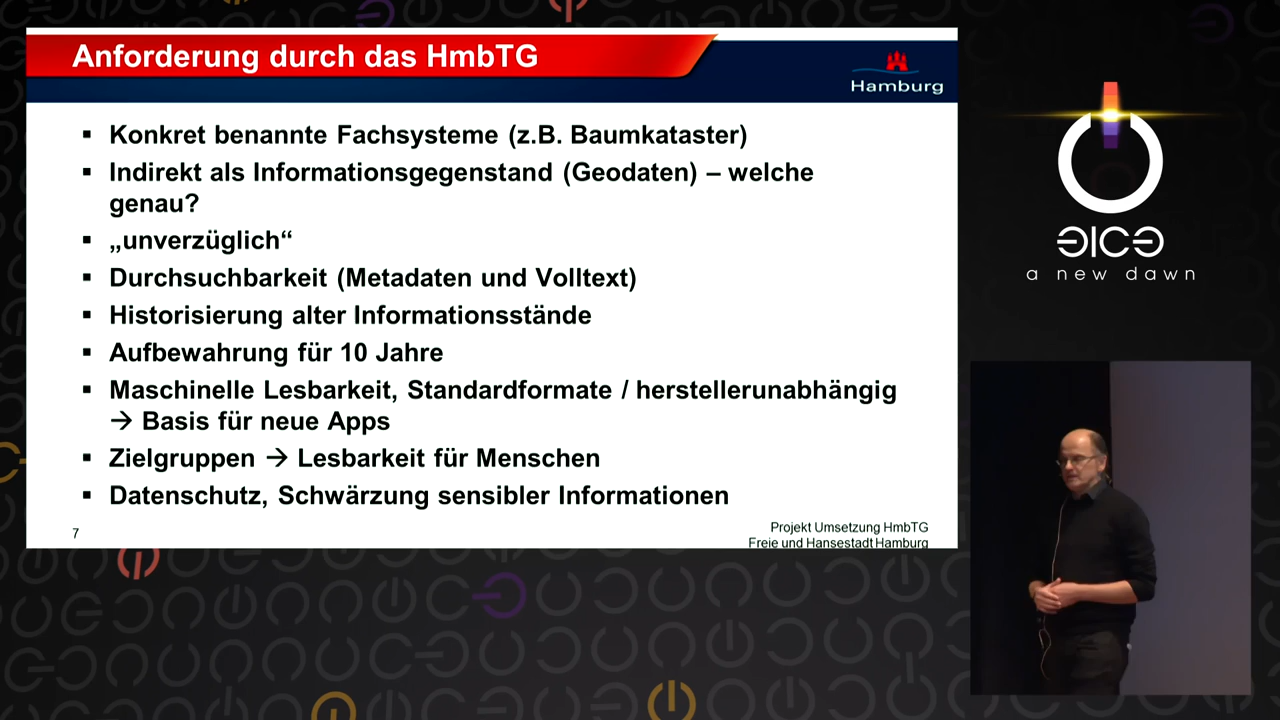 Anforderung durch das HmbTG
Hamburg
▪ Konkret benannte Fachsysteme (z.B. Baumkataster)
▪ Indirekt als Informationsgegenstand (Geodaten) – welche
genau?
▪ „unverzüglich“
▪ Durchsuchbarkeit (Metadaten und Volltext)
▪ Historisierung alter Informationsstände
▪ Aufbewahrung für 10 Jahre
▪ Maschinelle Lesbarkeit, Standardformate / herstellerunabhängig
→ Basis für neue Apps
▪ Zielgruppen → Lesbarkeit für Menschen
▪ Datenschutz, Schwärzung sensibler Informationen
7
Projekt Umsetzung HmbTG
Freie und Hansestadt Hamburg
a new dawn